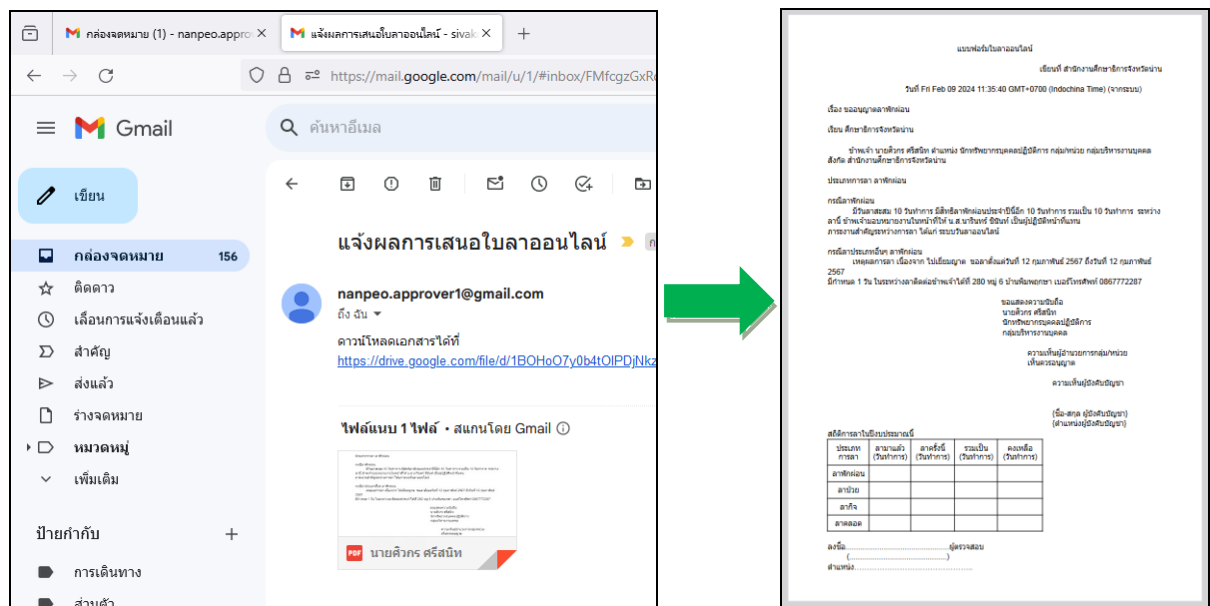 กล่องจดหมาย (1) - nanpeo.appro
แจ้งผลการเสนอใบลาออนไลน์ - sivak
https://mail.google.com/mail/u/1/#inbox/FMfcgzGxR
Gmail
ค้นหาอีเมล
เขียน
กล่องจดหมาย 156
ติดดาว
เลื่อนการแจ้งเตือนแล้ว
สำคัญ
ส่งแล้ว
ร่างจดหมาย
หมวดหมู่
เพิ่มเติม
ป้ายกำกับ
การเดินทาง
ส่วนตัว
แจ้งผลการเสนอใบลาออนไลน์
nanpeo.approver1@gmail.com
ถึง ฉัน
ดาวน์โหลดเอกสารได้ที่
https://drive.google.com/file/d/1BOHoO7y0b4tOlPDjNkz
ไฟล์แนบ 1 ไฟล์ • สแกนโดย Gmail
PDF นายศิวกร ศรีสนิท
แบบฟอร์มใบลาออนไลน์
เขียนที่ สำนักงานศึกษาธิการจังหวัดน่าน
วันที่ Fri Feb 09 2024 11:35:40 GMT+0700 (Indochina Time) (จากระบบ)
เรื่อง ขออนุญาตลาพักผ่อน
เรียน ศึกษาธิการจังหวัดน่าน
ข้าพเจ้า นายศิวกร ศรีสนิท ตำแหน่ง นักทรัพยากรบุคคลปฏิบัติการ กลุ่ม/หน่วย กลุ่มบริหารงานบุคคล
สังกัด สำนักงานศึกษาธิการจังหวัดน่าน
ประเภทการลา ลาพักผ่อน
กรณีลาพักผ่อน
มีวันลาสะสม 10 วันทำการ มีสิทธิลาพักผ่อนประจำปีนี้อีก 10 วันทำการ รวมเป็น 10 วันทำการ ระหว่าง
ลานี้ ข้าพเจ้ามอบหมายงานในหน้าที่ให้ น.ส.นารินทร์ ขินันท์ เป็นผู้ปฏิบัติหน้าที่แทน
ภาระงานสำคัญระหว่างการลา ได้แก่ ระบบวันลาออนไลน์
กรณีลาประเภทอื่นๆ ลาพักผ่อน
เหตุผลการลา เนื่องจาก ไปเยี่ยมญาติ ขอลาตั้งแต่วันที่ 12 กุมภาพันธ์ 2567 ถึงวันที่ 12 กุมภาพันธ์
2567
มีกำหนด 1 วัน ในระหว่างลาติดต่อข้าพเจ้าได้ที่ 280 หมู่ 6 บ้านพิมพฤกษา เบอร์โทรศัพท์ 0867772287
ขอแสดงความนับถือ
นายศิวกร ศรีสนิท
นักทรัพยากรบุคคลปฏิบัติการ
กลุ่มบริหารงานบุคคล
ความเห็นผู้อำนวยการกลุ่ม/หน่วย
เห็นควรอนุญาต
ความเห็นผู้บังคับบัญชา
(ชื่อ-สกุล ผู้บังคับบัญชา)
(ตำแหน่งผู้บังคับบัญชา)
สถิติการลาในปีงบประมาณนี้
ประเภทการลา ลามาแล้ว (วันทำการ) ลาครั้งนี้ (วันทำการ) รวมเป็น (วันทำการ) คงเหลือ (วันทำการ)
ลาพักผ่อน
ลาป่วย
ลากิจ
ลาคลอด
ลงชื่อ........................................ผู้ตรวจสอบ
(........................................)
ตำแหน่ง........................................